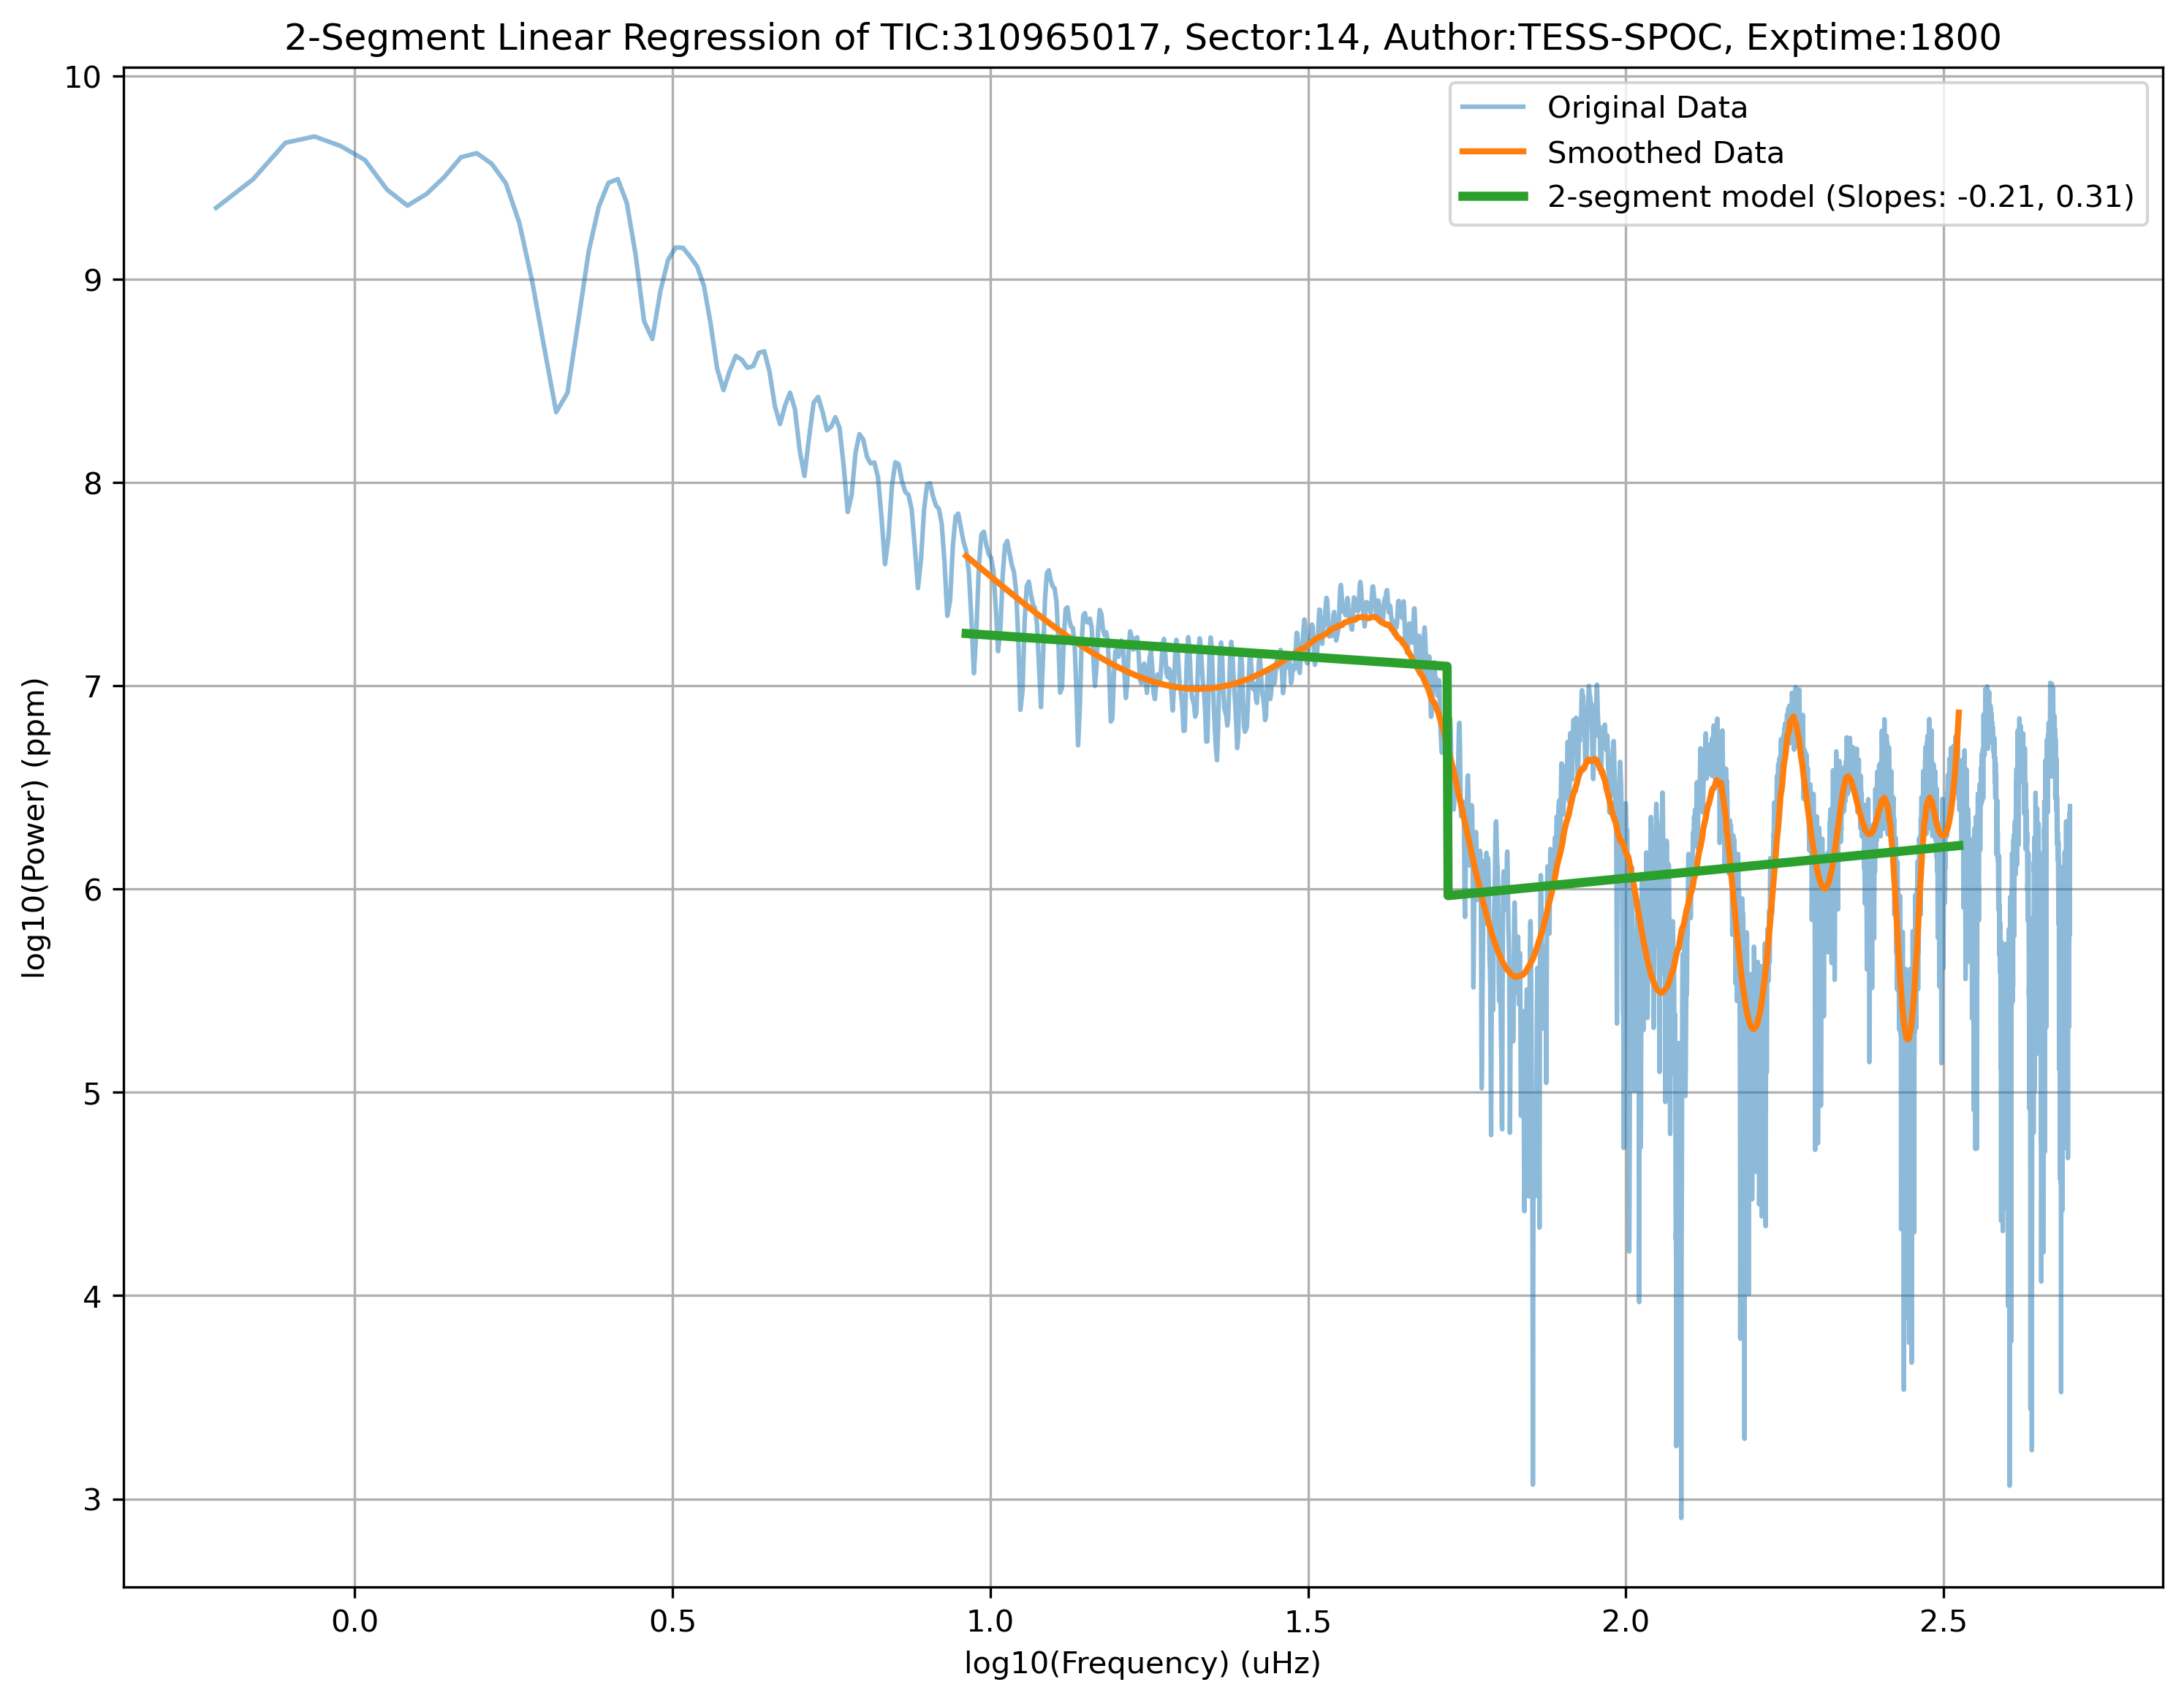 2-Segment Linear Regression of TIC:310965017, Sector:14, Author:TESS-SPOC, Exptime:1800
Original Data
Smoothed Data
2-segment model (Slopes: -0.21, 0.31)
log10(Power) (ppm)
10
9
8
7
6
5
4
3
0.0 0.5 1.0 1.5 2.0 2.5
log10(Frequency) (uHz)